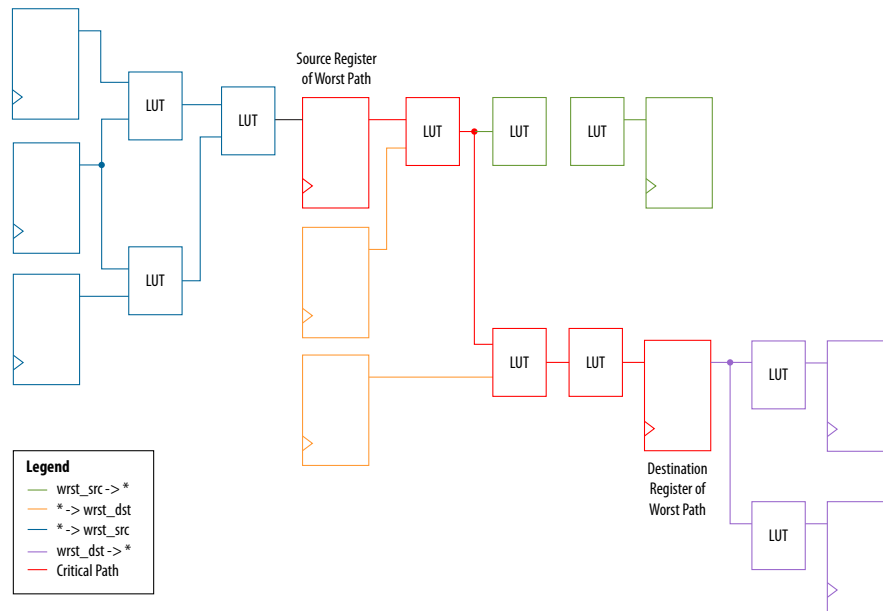 Source Register
of Worst Path
LUT
LUT
LUT
LUT
LUT
LUT
LUT
LUT
LUT
LUT
Destination
Register of
Worst Path
LUT
Legend
wrst_src -> *
* -> wrst_dst
* -> wrst_src
wrst_dst -> *
Critical Path